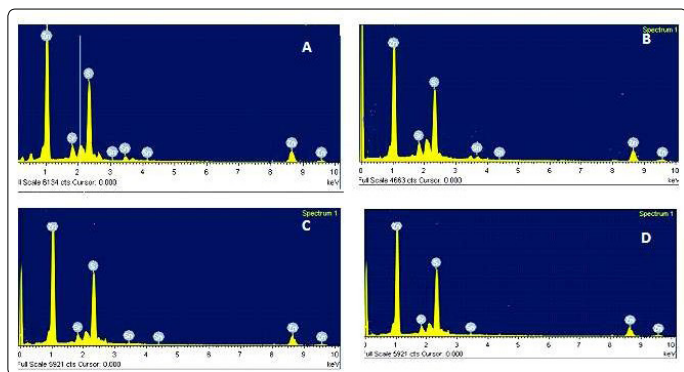 A
0 1 2 3 4 5 6 7 8 9 10
ll Scale 6134 cts Cursor: 0.000 keV
Spectrum 1
B
0 1 2 3 4 5 6 7 8 9 10
Full Scale 4663 cts Cursor: 0.000 keV
Spectrum 1
C
0 1 2 3 4 5 6 7 8 9 10
Full Scale 5921 cts Cursor: 0.000 keV
Spectrum 1
D
0 1 2 3 4 5 6 7 8 9 10
Full Scale 5921 cts Cursor: 0.000 keV